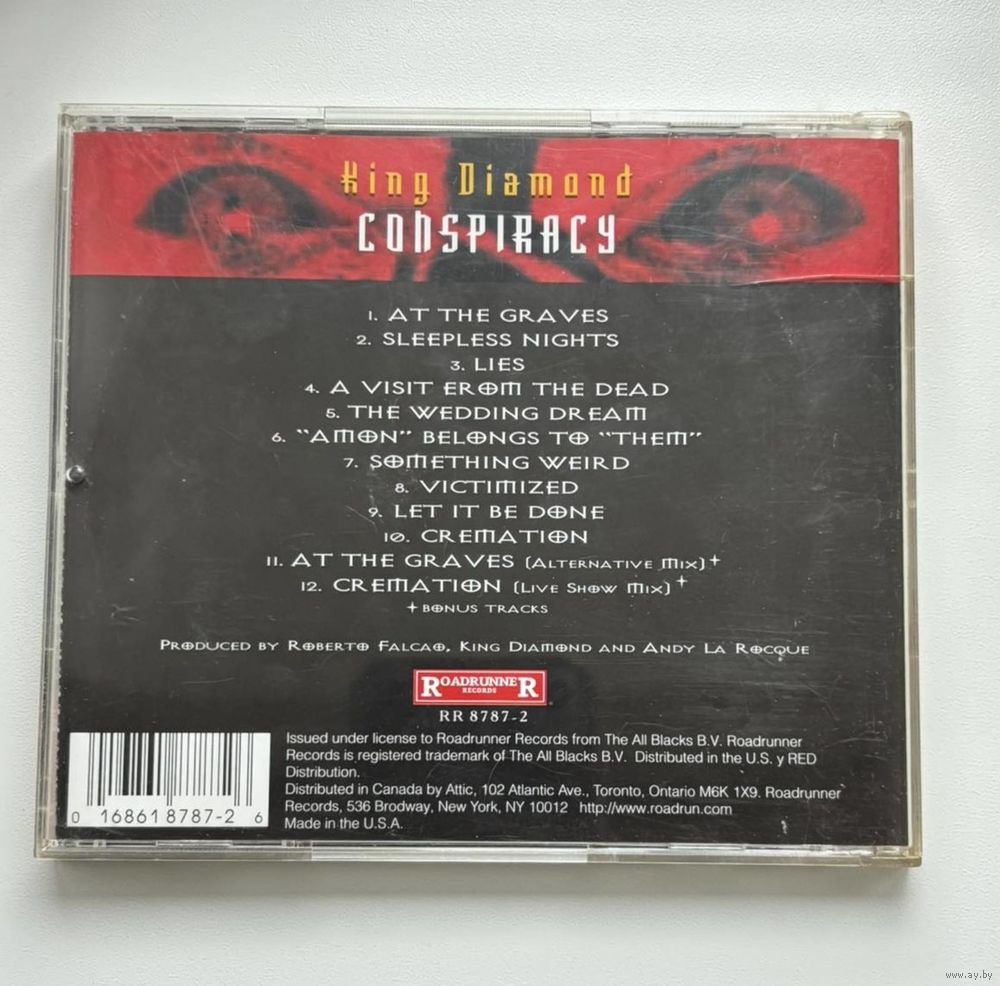 King Diamond
CONSPIRACY
1. AT THE GRAVES
2. SLEEPLESS NIGHTS
3. LIES
4. A VISIT EROM THE DEAD
5. THE WEDDING DREAM
6. “AMON” BELONGS TO “THEM”
7. SOMETHING WEIRD
8. VICTIMIZED
9. LET IT BE DONE
10. CREMATION
11. AT THE GRAVES (ALTERNATIVE MIX)+
12. CREMATION (LIVE SHOW MIX)+
+ BONUS TRACKS
PRODUCED BY ROBERTO FALCAO, KING DIAMOND AND ANDY LA ROCQUE
ROADRUNNER
RECORDS
RR 8787-2
Issued under license to Roadrunner Records from The All Blacks B.V. Roadrunner
Records is registered trademark of The All Blacks B.V. Distributed in the U.S. y RED
Distribution.
Distributed in Canada by Attic, 102 Atlantic Ave., Toronto, Ontario M6K 1X9. Roadrunner
Records, 536 Brodway, New York, NY 10012 http://www.roadrun.com
Made in the U.S.A.
0 16861 8787-2 6
www.ay.by